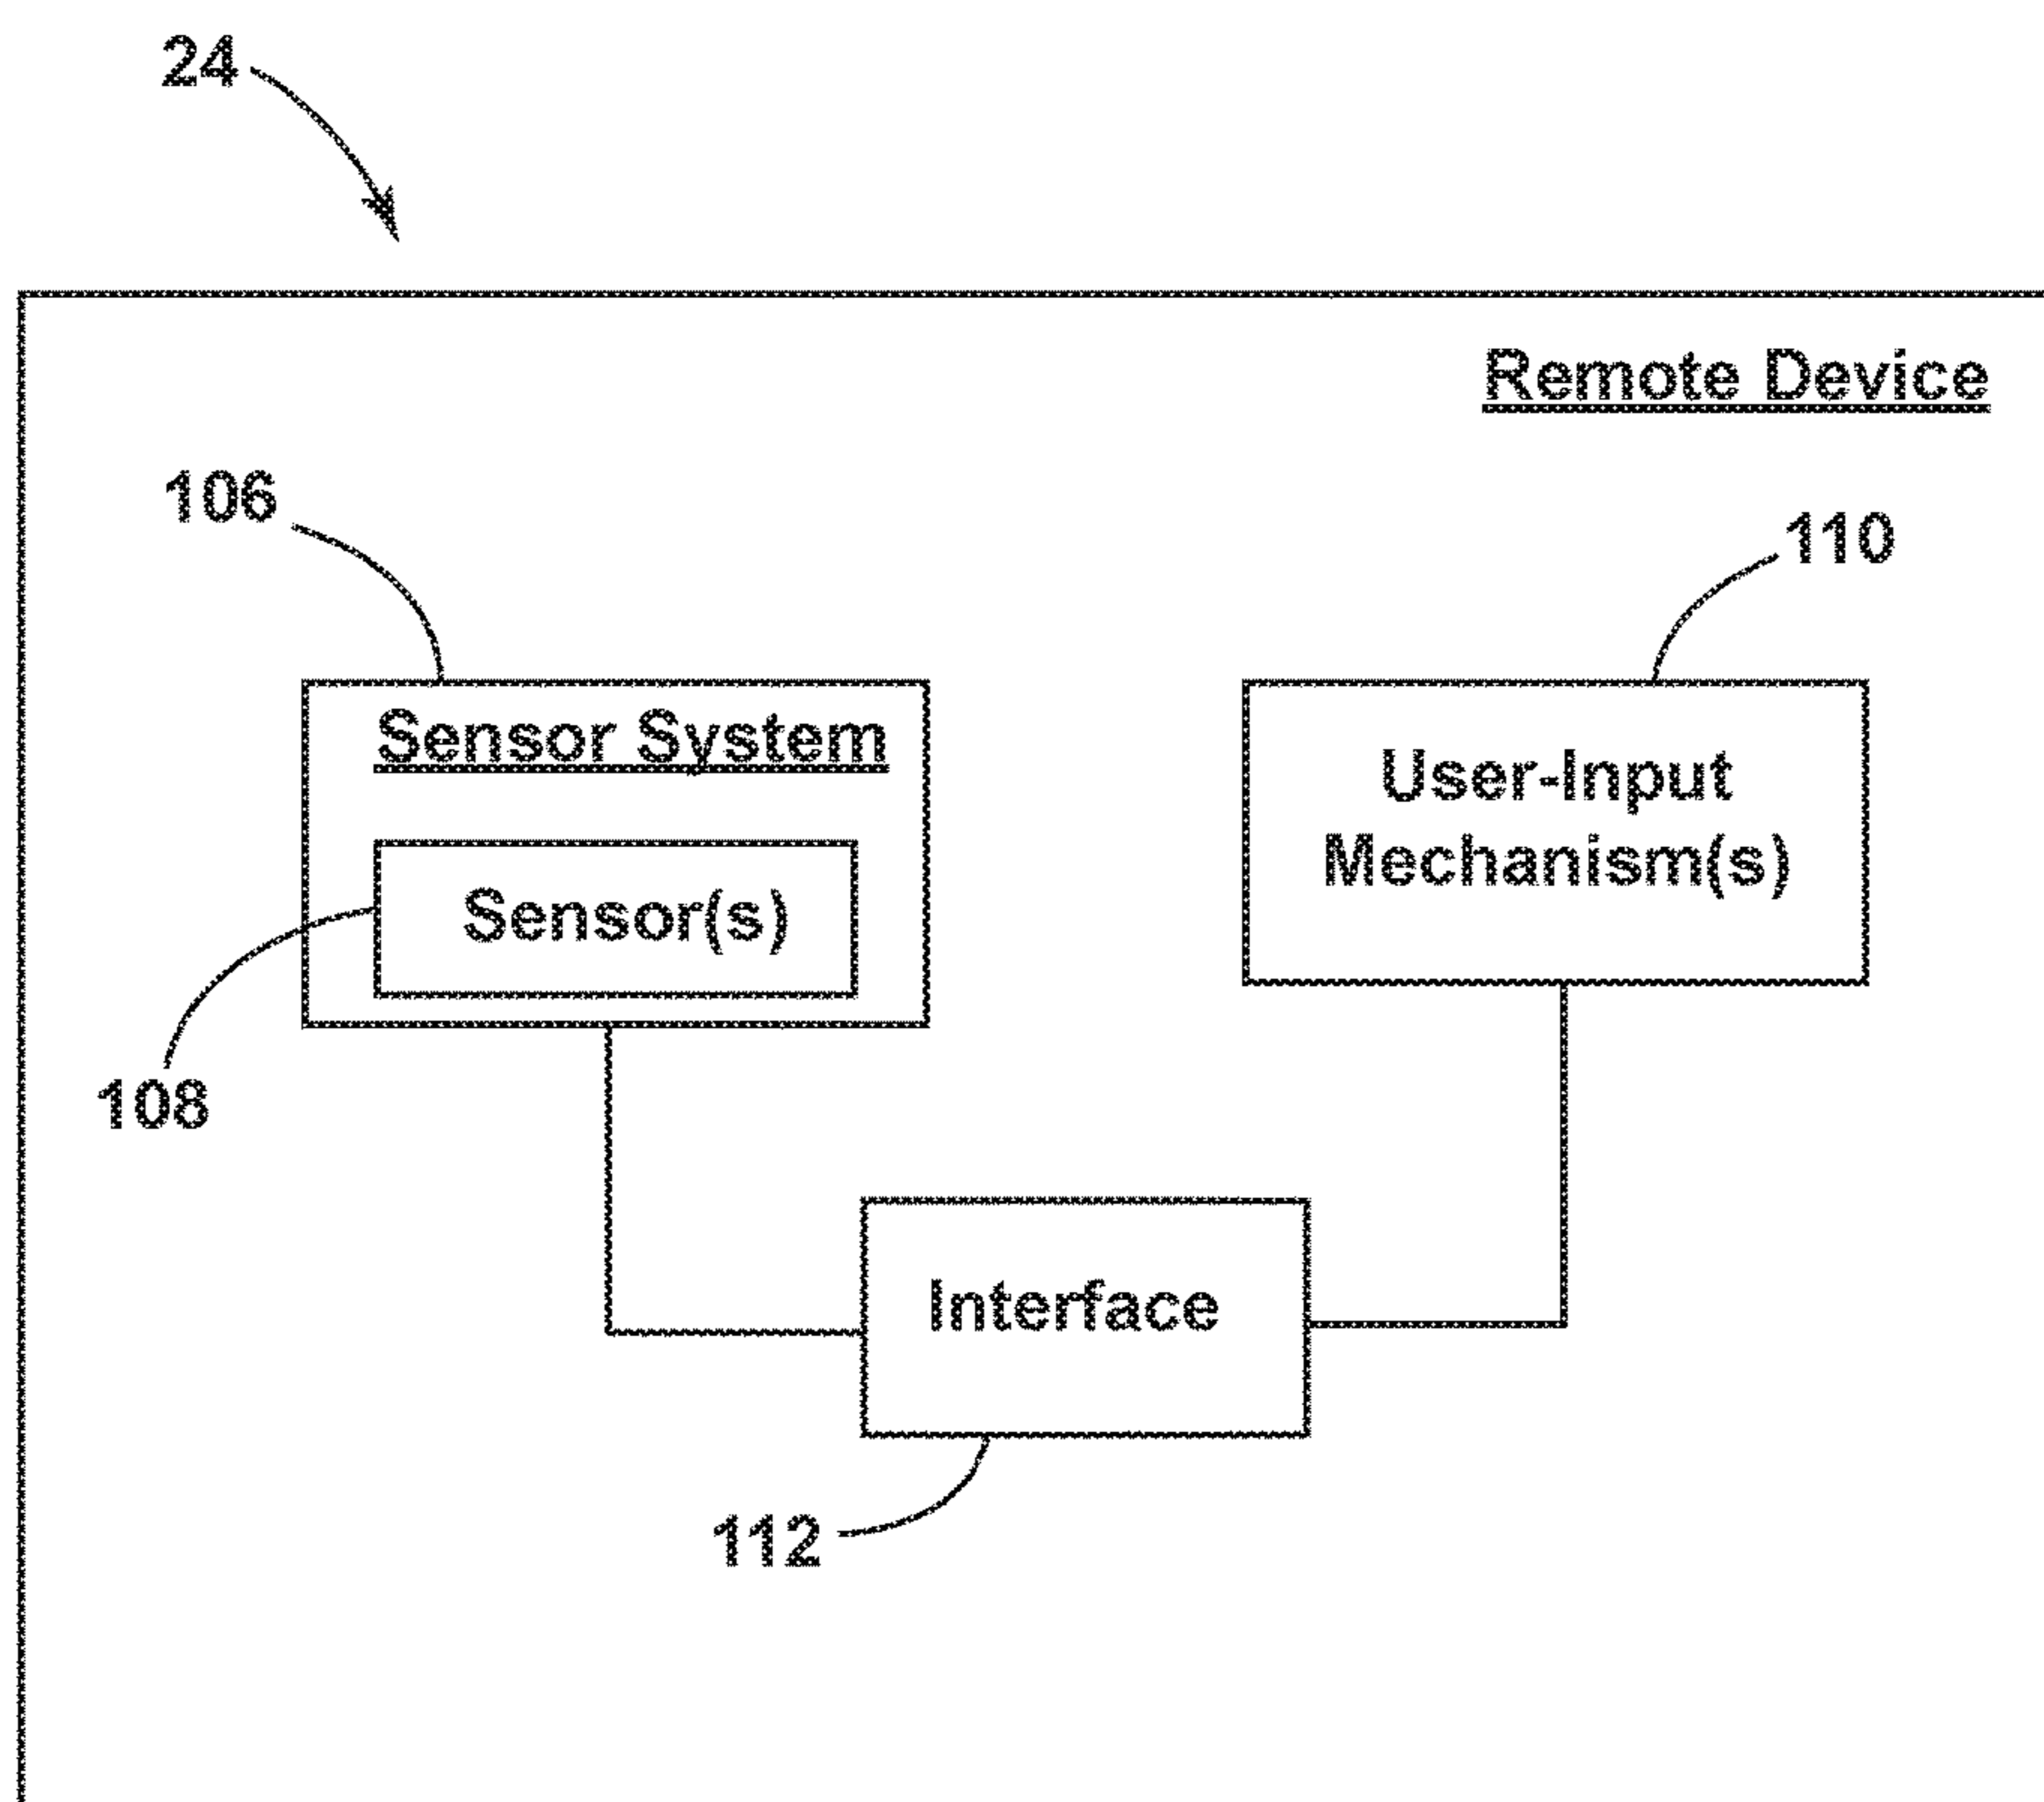 24
Remote Device
106
110
Sensor System
User-Input
Mechanism(s)
Sensor(s)
108
Interface
112